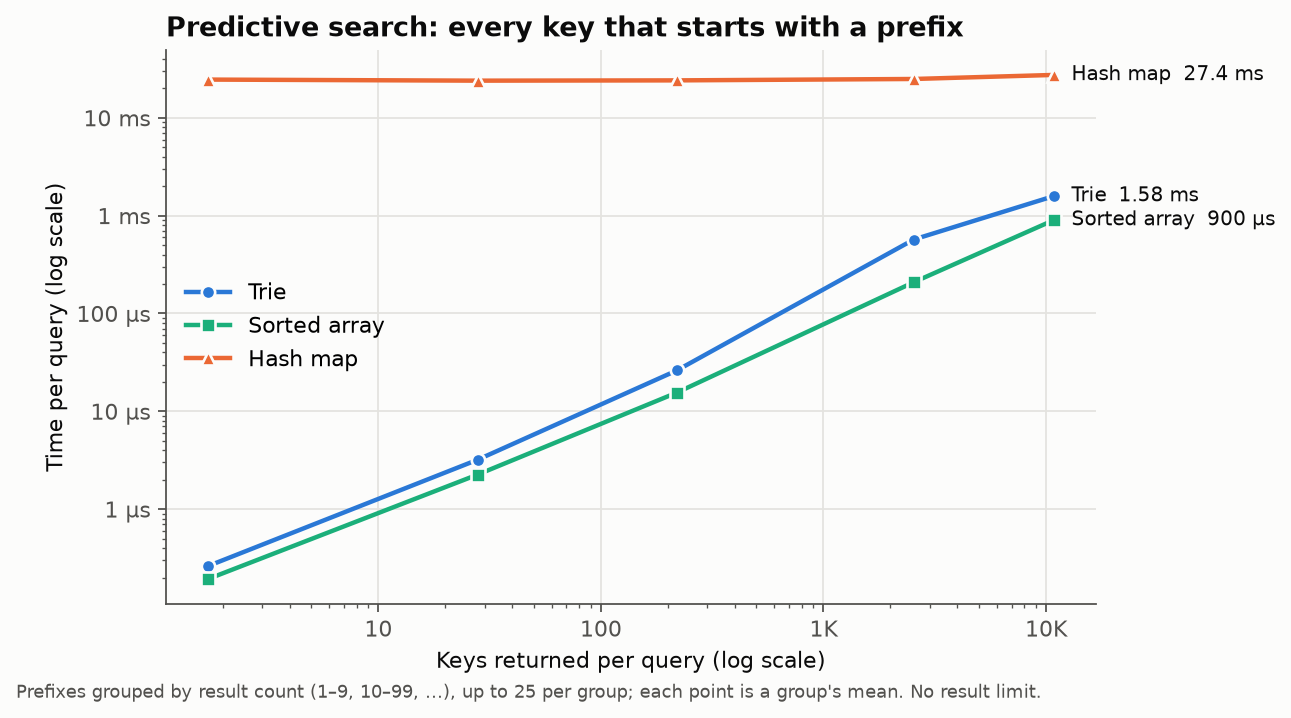 Predictive search: every key that starts with a prefix
Hash map  27.4 ms
10 ms
Trie  1.58 ms
1 ms
Sorted array  900 µs
Trie
100 µs
Sorted array
Hash map
10 µs
1 µs
Time per query (log scale)
10
100
1K
10K
Keys returned per query (log scale)
Prefixes grouped by result count (1–9, 10–99, …), up to 25 per group; each point is a group's mean. No result limit.